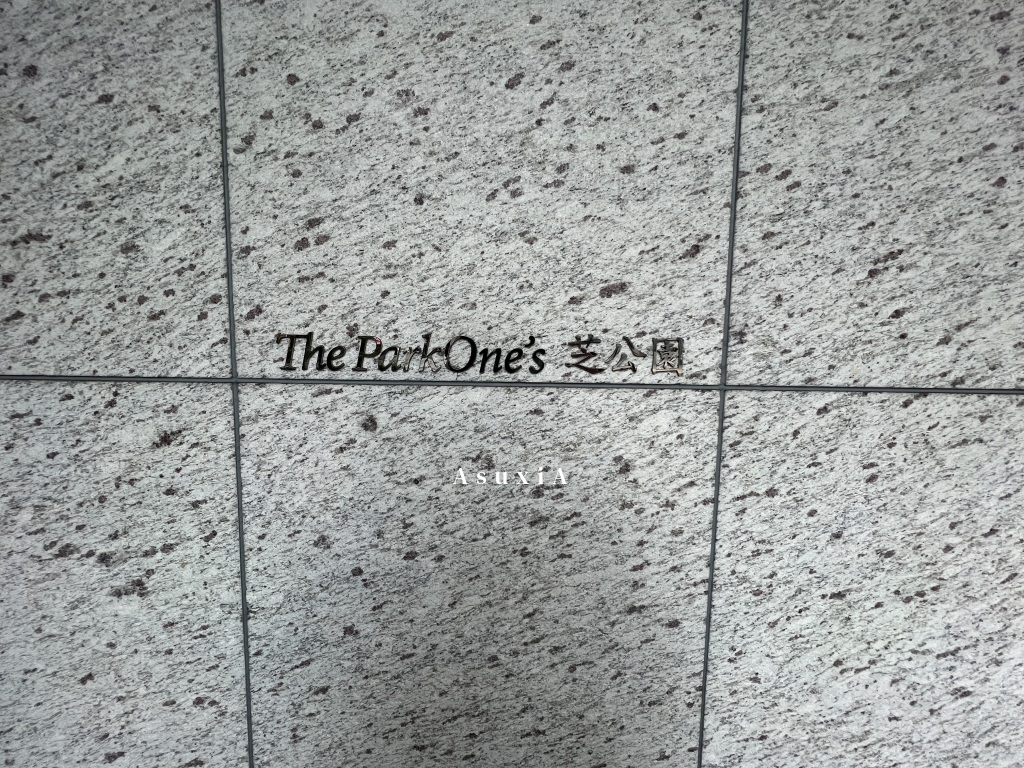 The ParkOne's 芝公園
AsuxiA